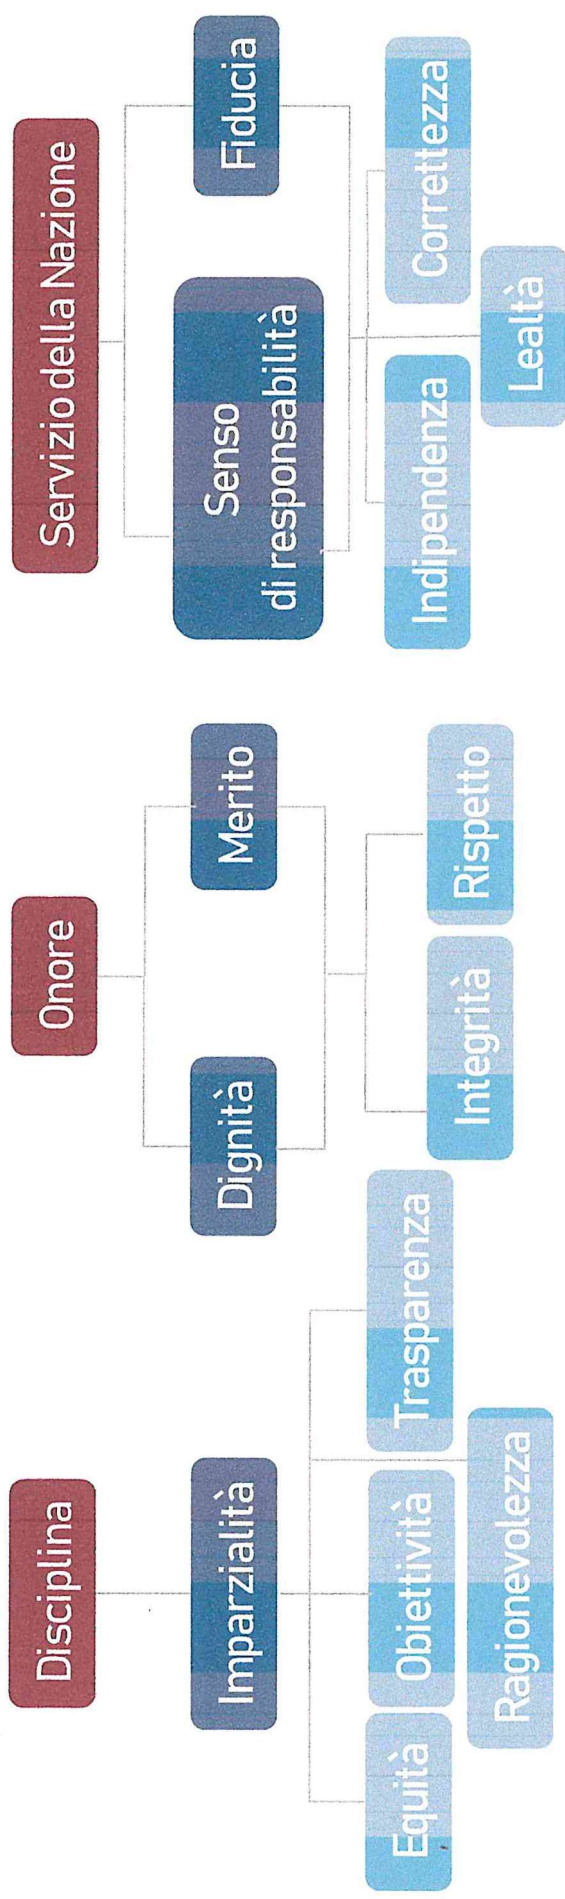 Disciplina
Imparzialità
Equità
Obiettività
Ragionevolezza
Trasparenza
Onore
Dignità
Merito
Integrità
Rispetto
Servizio della Nazione
Senso
di responsabilità
Fiducia
Indipendenza
Lealtà
Correttezza